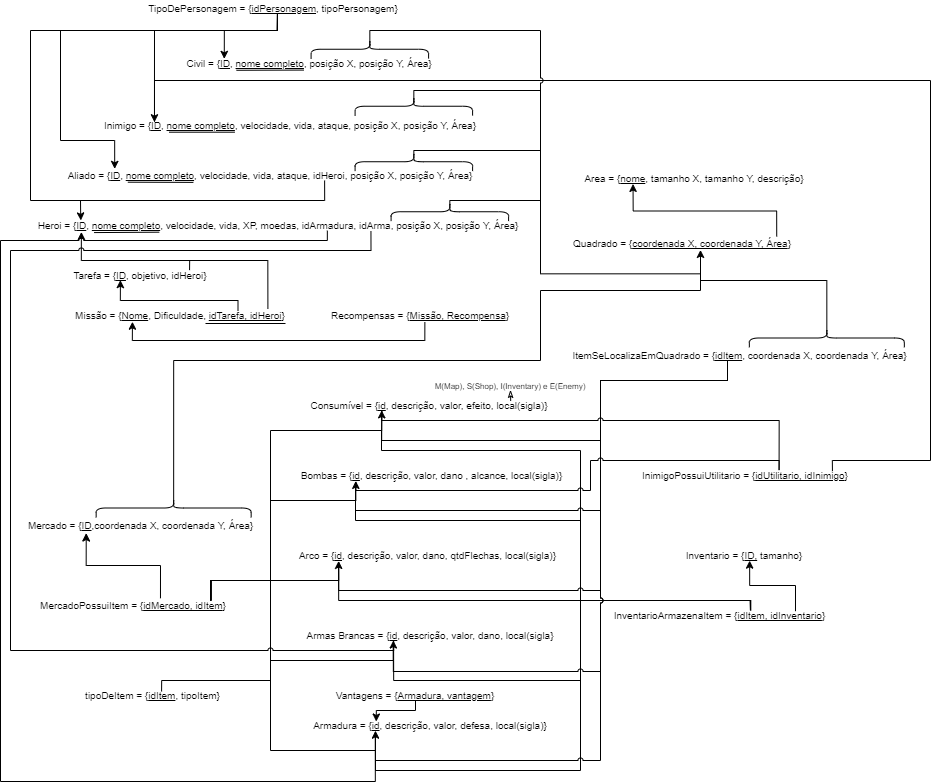 TipoDePersonagem = {idPersonagem, tipoPersonagem}
Civil = {ID, nome completo, posição X, posição Y, Área}
Inimigo = {ID, nome completo, velocidade, vida, ataque, posição X, posição Y, Área}
Aliado = {ID, nome completo, velocidade, vida, ataque, idHeroi, posição X, posição Y, Área}
Area = {nome, tamanho X, tamanho Y, descrição}
Heroi = {ID, nome completo, velocidade, vida, XP, moedas, idArmadura, idArma, posição X, posição Y, Área}
Quadrado = {coordenada X, coordenada Y, Área}
Tarefa = {ID, objetivo, idHeroi}
Missão = {Nome, Dificuldade, idTarefa, idHeroi}
Recompensas = {Missão, Recompensa}
ItemSeLocalizaEmQuadrado = {idItem, coordenada X, coordenada Y, Área}
M(Map), S(Shop), I(Inventary) e E(Enemy)
Consumível = {id, descrição, valor, efeito, local(sigla)}
Bombas = {id, descrição, valor, dano , alcance, local(sigla)}
InimigoPossuiUtilitario = {idUtilitario, idInimigo}
Mercado = {ID,coordenada X, coordenada Y, Área}
Arco = {id, descrição, valor, dano, qtdFlechas, local(sigla)}
Inventario = {ID, tamanho}
MercadoPossuiItem = {idMercado, idItem}
InventarioArmazenaItem = {idItem, idInventario}
Armas Brancas = {id, descrição, valor, dano, local(sigla}
tipoDeItem = {idItem, tipoItem}
Vantagens = {Armadura, vantagem}
Armadura = {id, descrição, valor, defesa, local(sigla)}